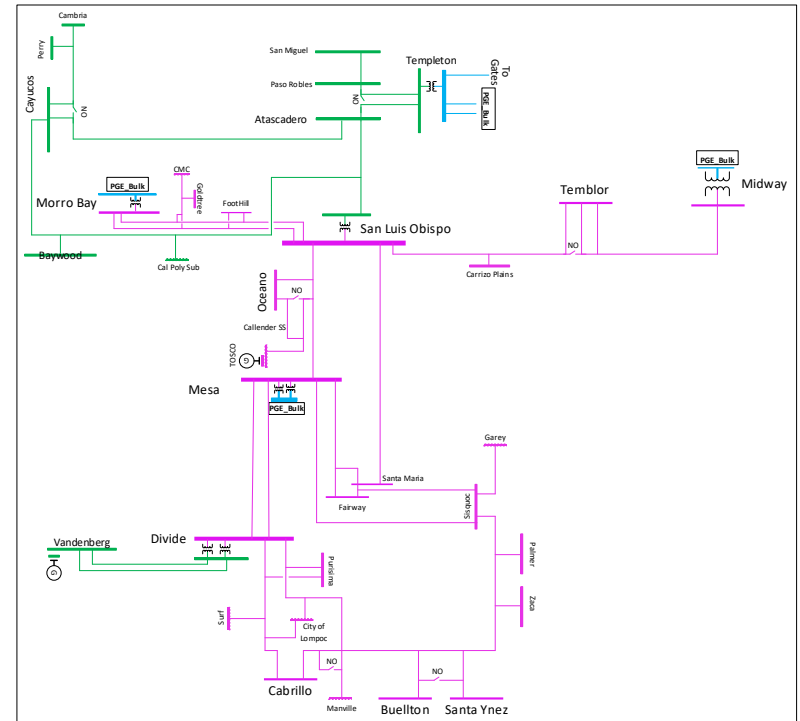 Cambria
Perry
San Miguel
Templeton
To
Gates
Cayucos
NO
Paso Robles
NO
PGE_Bulk
Atascadero
CMC
PGE_Bulk
Goldtree
PGE_Bulk
Morro Bay
FootHill
Temblor
Midway
San Luis Obispo
Baywood
Cal Poly Sub
NO
Carrizo Plains
Oceano
NO
Callender SS
TOSCO
G
Mesa
PGE_Bulk
Garey
Santa Maria
Sisquoc
Fairway
Vandenberg
Divide
G
Purisima
Palmer
Surf
City of
Lompoc
Zaca
NO
NO
Cabrillo
Manville
Buellton
Santa Ynez